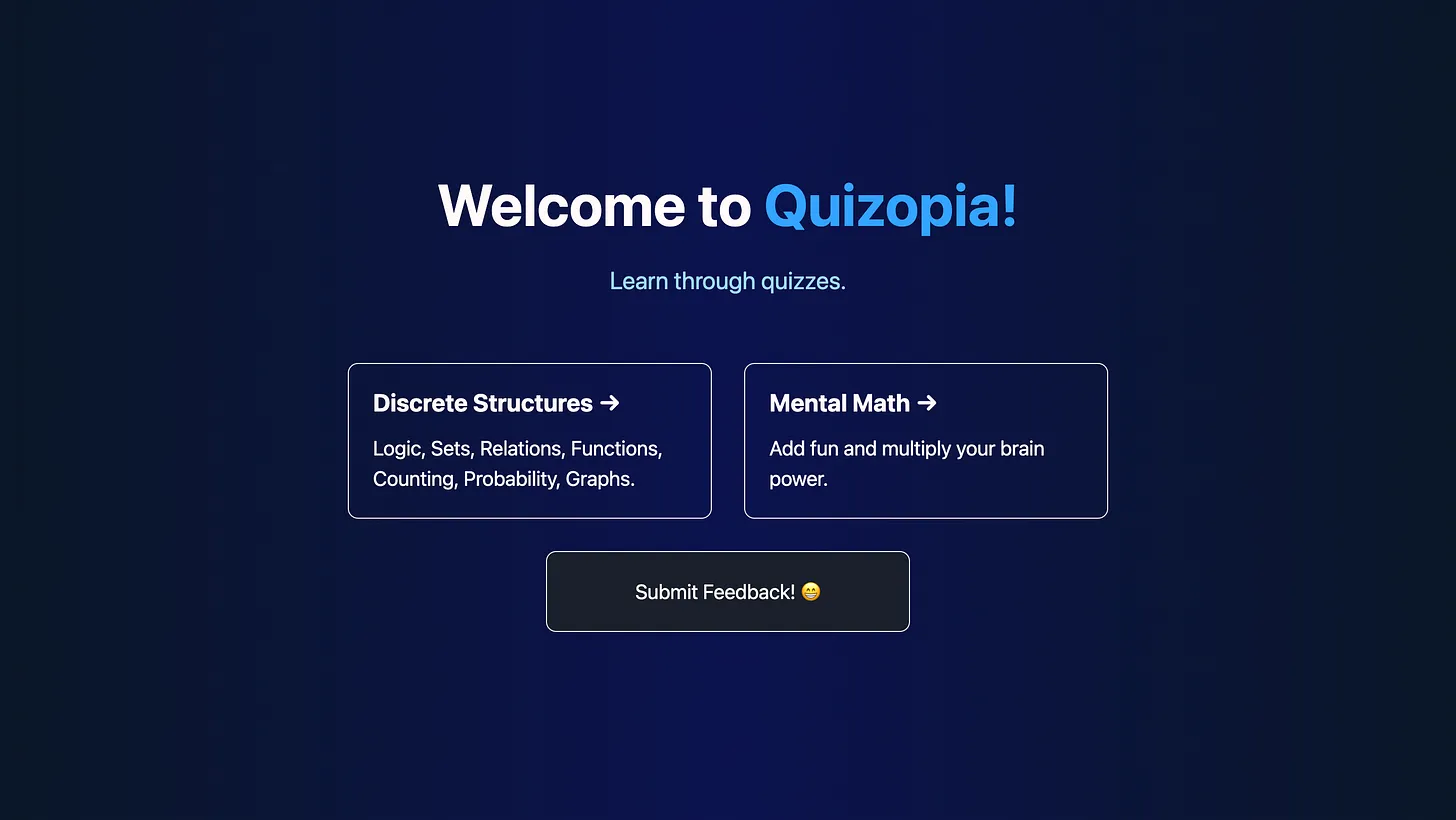 Welcome to Quizopia!
Learn through quizzes.
Discrete Structures →
Logic, Sets, Relations, Functions,
Counting, Probability, Graphs.
Mental Math →
Add fun and multiply your brain
power.
Submit Feedback! 😁